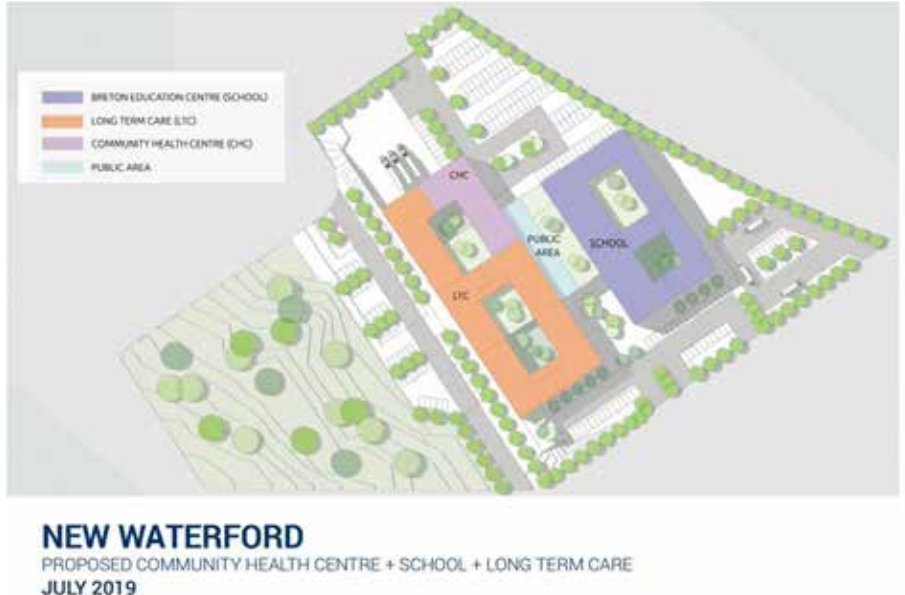 BRETON EDUCATION CENTRE (SCHOOL)
LONG TERM CARE (LTC)
COMMUNITY HEALTH CENTRE (CHC)
PUBLIC AREA
CHC
PUBLIC
AREA
SCHOOL
LTC
NEW WATERFORD
PROPOSED COMMUNITY HEALTH CENTRE + SCHOOL + LONG TERM CARE
JULY 2019